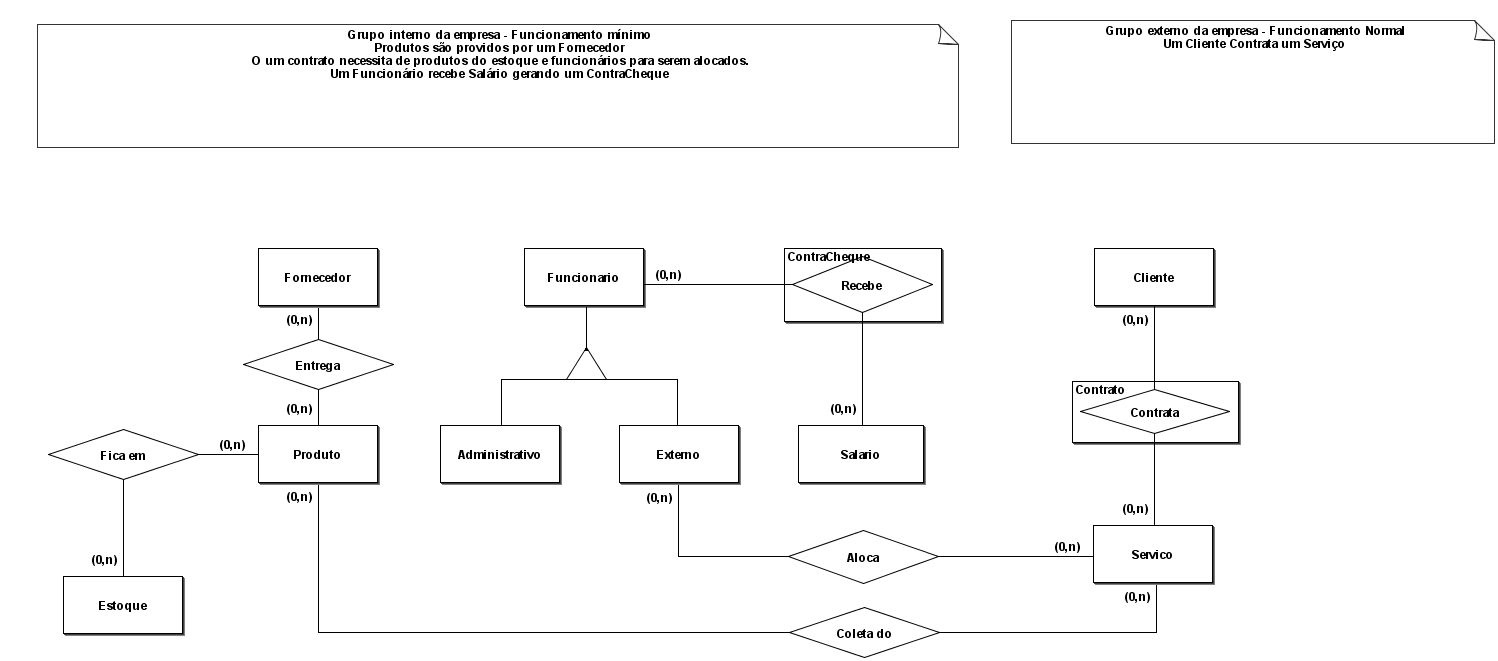 Grupo interno da empresa - Funcionamento mínimo
Produtos são providos por um Fornecedor
O um contrato necessita de produtos do estoque e funcionários para serem alocados.
Um Funcionário recebe Salário gerando um ContraCheque
Grupo externo da empresa - Funcionamento Normal
Um Cliente Contrata um Serviço
Fornecedor
Funcionario
(0,n)
ContraCheque
Recebe
Cliente
(0,n)
(0,n)
Entrega
Contrato
Contrata
(0,n)
(0,n)
(0,n)
Fica em
Produto
Administrativo
Externo
Salario
(0,n)
(0,n)
(0,n)
(0,n)
Aloca
(0,n)
Servico
(0,n)
Estoque
(0,n)
Coleta do